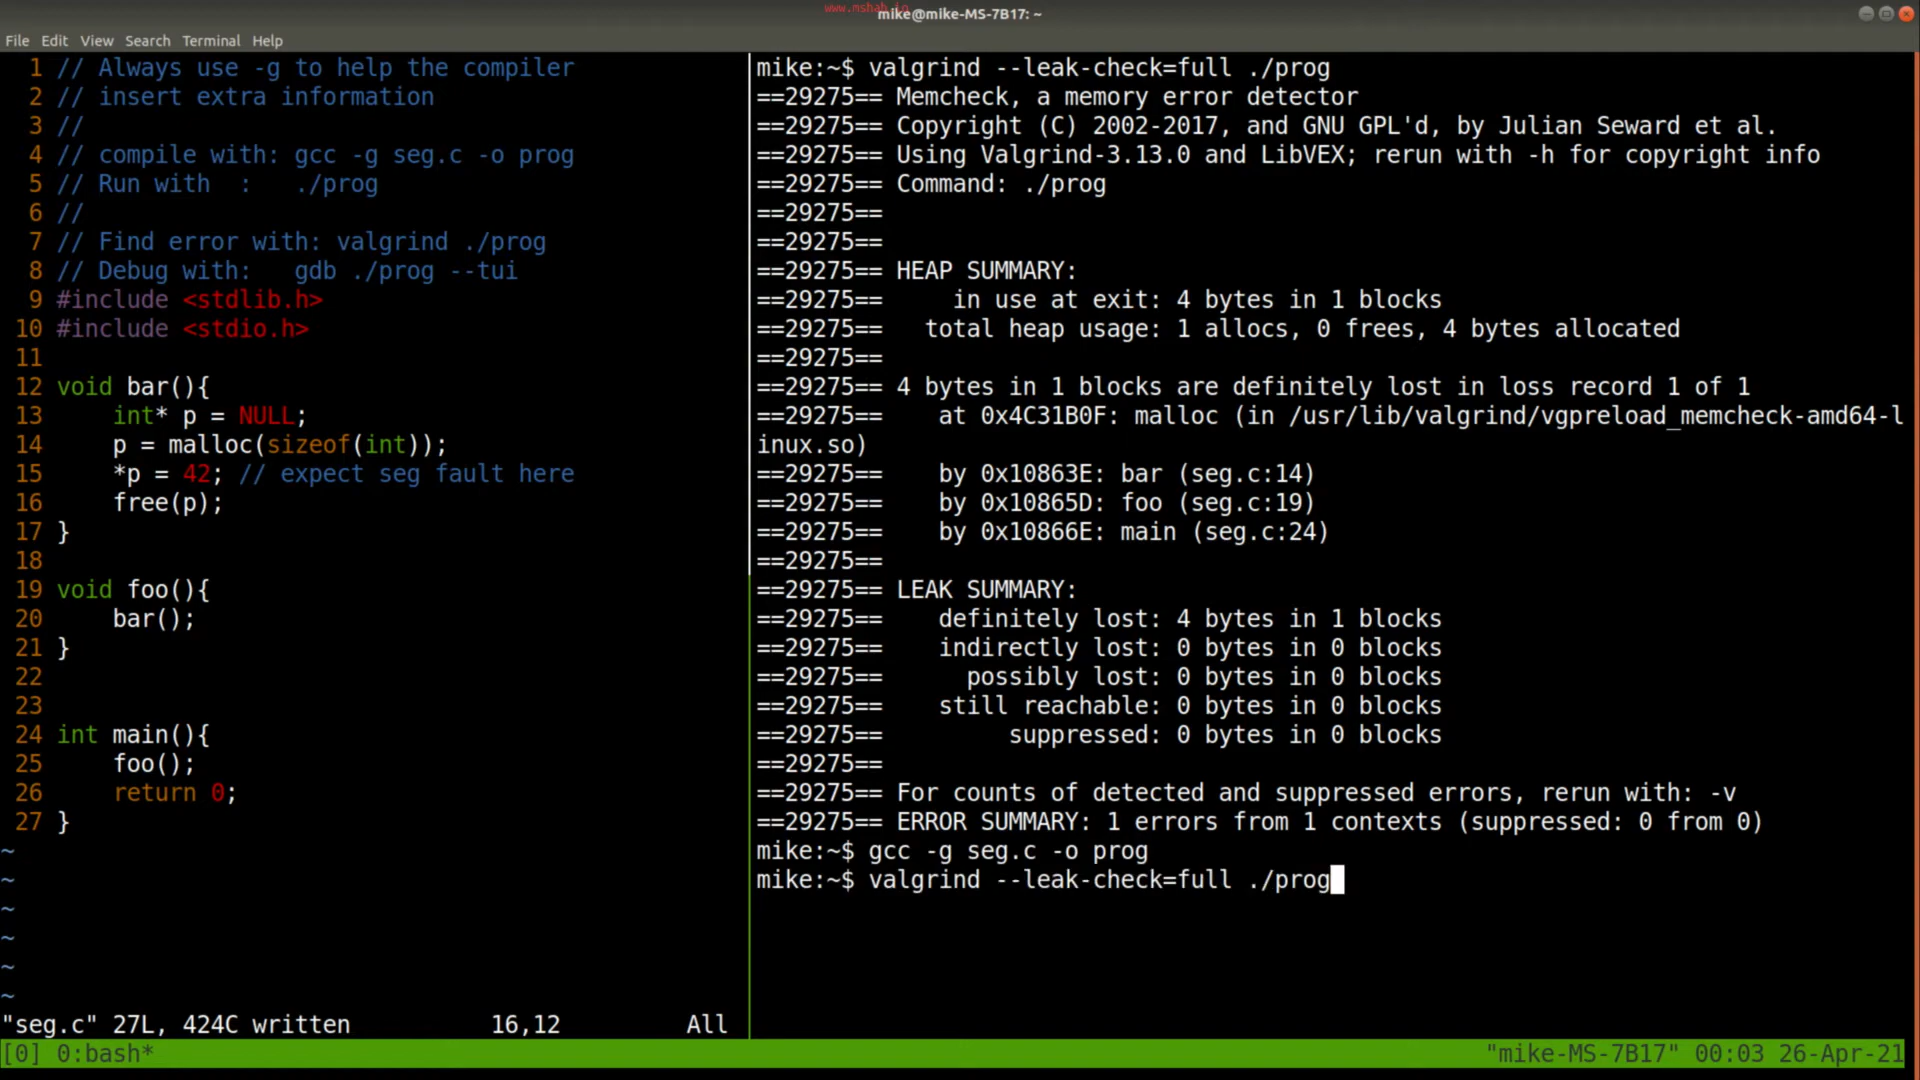 www.mshah.io
mike@mike-MS-7B17: ~
File Edit View Search Terminal Help
1 // Always use -g to help the compiler
2 // insert extra information
3 //
4 // compile with: gcc -g seg.c -o prog
5 // Run with  :   ./prog
6 //
7 // Find error with: valgrind ./prog
8 // Debug with:   gdb ./prog --tui
9 #include <stdlib.h>
10 #include <stdio.h>
11
12 void bar(){
13     int* p = NULL;
14     p = malloc(sizeof(int));
15     *p = 42; // expect seg fault here
16     free(p);
17 }
18
19 void foo(){
20     bar();
21 }
22
23
24 int main(){
25     foo();
26     return 0;
27 }
~
~
~
~
~
~
"seg.c" 27L, 424C written 16,12 All
mike:~$ valgrind --leak-check=full ./prog
==29275== Memcheck, a memory error detector
==29275== Copyright (C) 2002-2017, and GNU GPL'd, by Julian Seward et al.
==29275== Using Valgrind-3.13.0 and LibVEX; rerun with -h for copyright info
==29275== Command: ./prog
==29275==
==29275==
==29275== HEAP SUMMARY:
==29275==     in use at exit: 4 bytes in 1 blocks
==29275==   total heap usage: 1 allocs, 0 frees, 4 bytes allocated
==29275==
==29275== 4 bytes in 1 blocks are definitely lost in loss record 1 of 1
==29275==    at 0x4C31B0F: malloc (in /usr/lib/valgrind/vgpreload_memcheck-amd64-l
inux.so)
==29275==    by 0x10863E: bar (seg.c:14)
==29275==    by 0x10865D: foo (seg.c:19)
==29275==    by 0x10866E: main (seg.c:24)
==29275==
==29275== LEAK SUMMARY:
==29275==    definitely lost: 4 bytes in 1 blocks
==29275==    indirectly lost: 0 bytes in 0 blocks
==29275==      possibly lost: 0 bytes in 0 blocks
==29275==    still reachable: 0 bytes in 0 blocks
==29275==         suppressed: 0 bytes in 0 blocks
==29275==
==29275== For counts of detected and suppressed errors, rerun with: -v
==29275== ERROR SUMMARY: 1 errors from 1 contexts (suppressed: 0 from 0)
mike:~$ gcc -g seg.c -o prog
mike:~$ valgrind --leak-check=full ./prog
[0] 0:bash* "mike-MS-7B17" 00:03 26-Apr-21